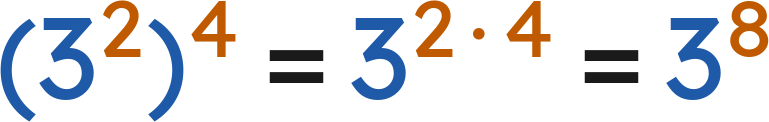 (3²)⁴ = 3²˙⁴ = 3⁸